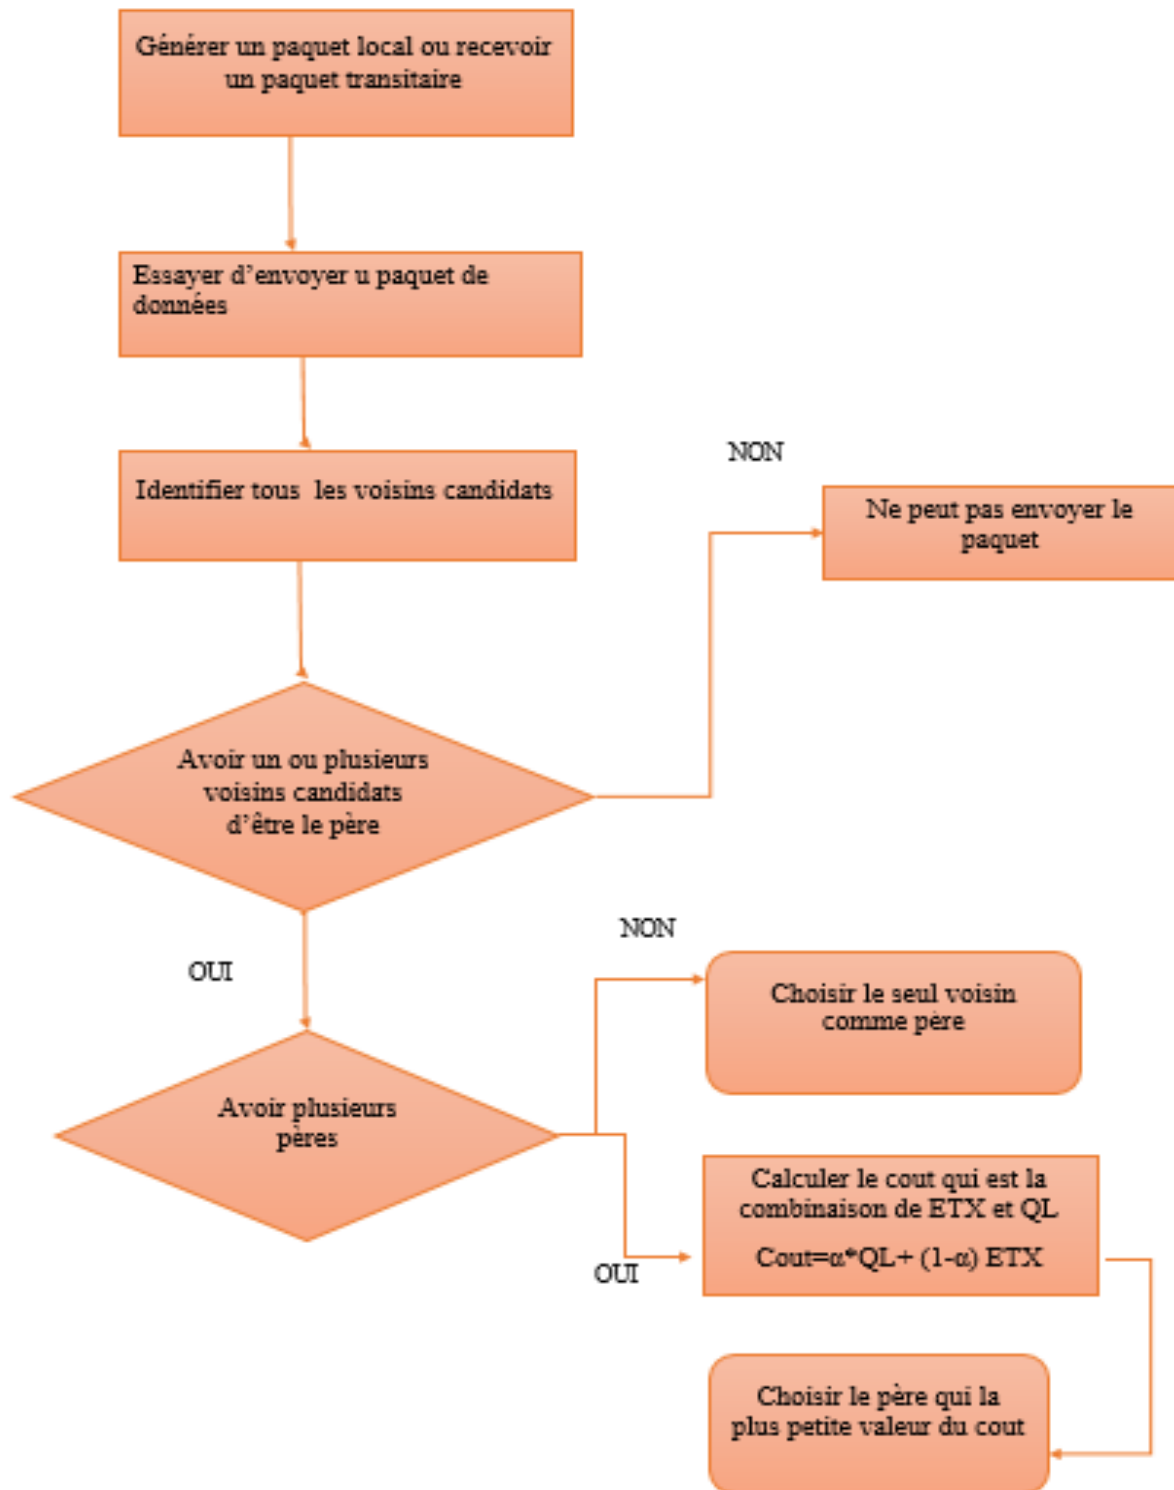 Générer un paquet local ou recevoir
un paquet transitaire
Essayer d’envoyer u paquet de
données
Identifier tous les voisins candidats
NON
Ne peut pas envoyer le
paquet
Avoir un ou plusieurs
voisins candidats
d’être le père
OUI
NON
Choisir le seul voisin
comme père
Avoir plusieurs
pères
OUI
Calculer le cout qui est la
combinaison de ETX et QL
Cout=α*QL+ (1-α) ETX
Choisir le père qui la
plus petite valeur du cout